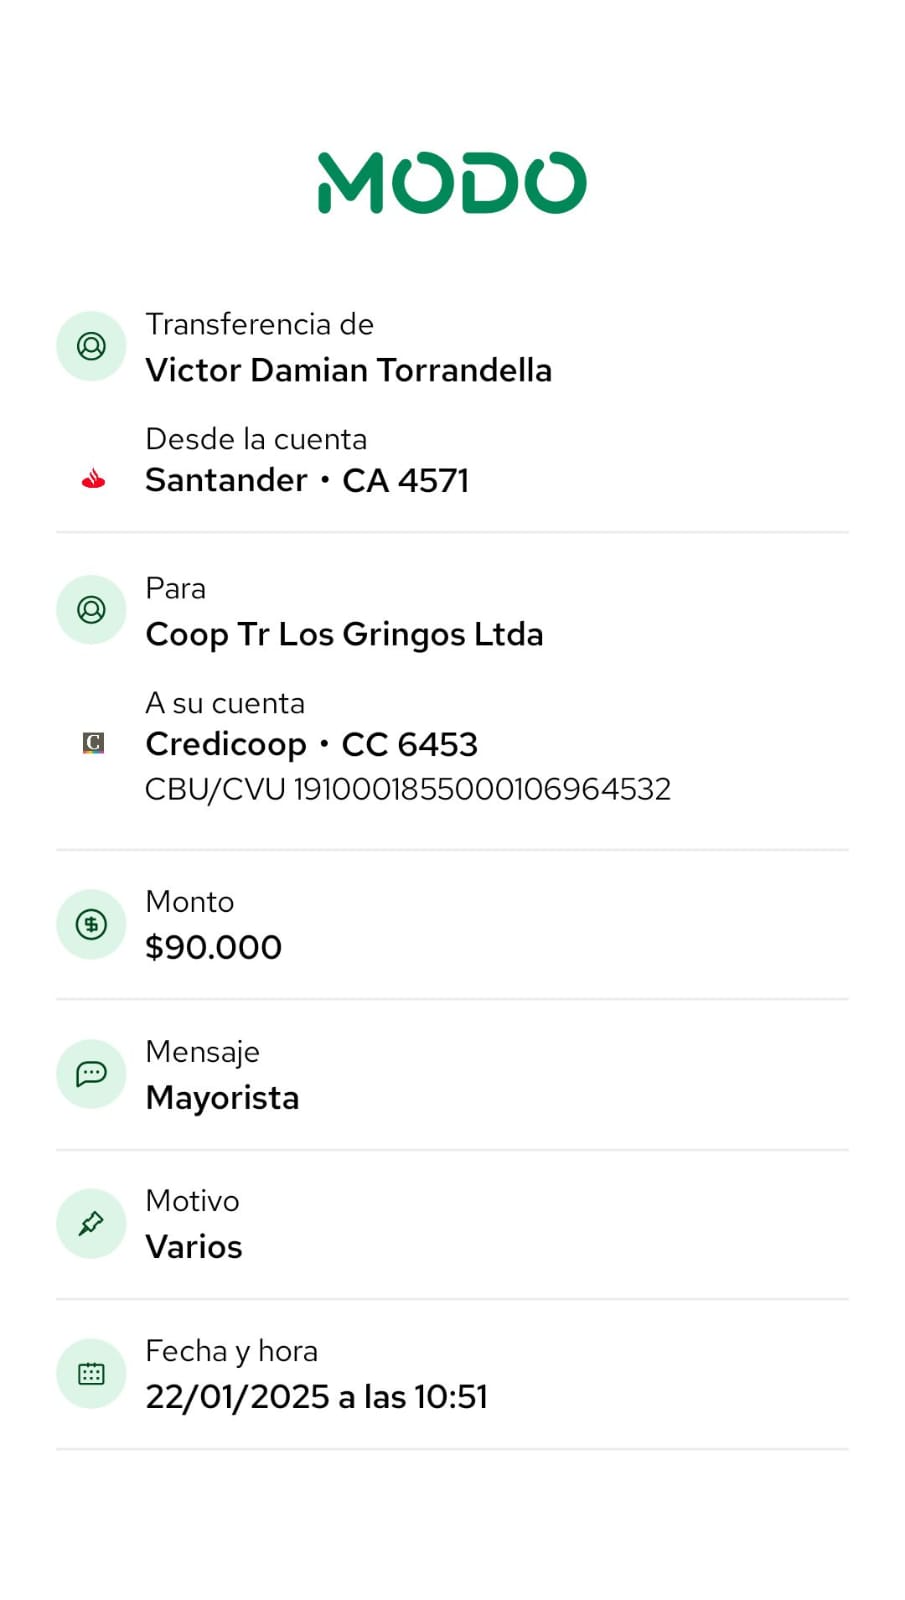 MODO
Transferencia de
Victor Damian Torrandella
Desde la cuenta
Santander • CA 4571
Para
Coop Tr Los Gringos Ltda
A su cuenta
C
Credicoop • CC 6453
CBU/CVU 1910001855000106964532
Monto
$90.000
Mensaje
Mayorista
Motivo
Varios
Fecha y hora
22/01/2025 a las 10:51